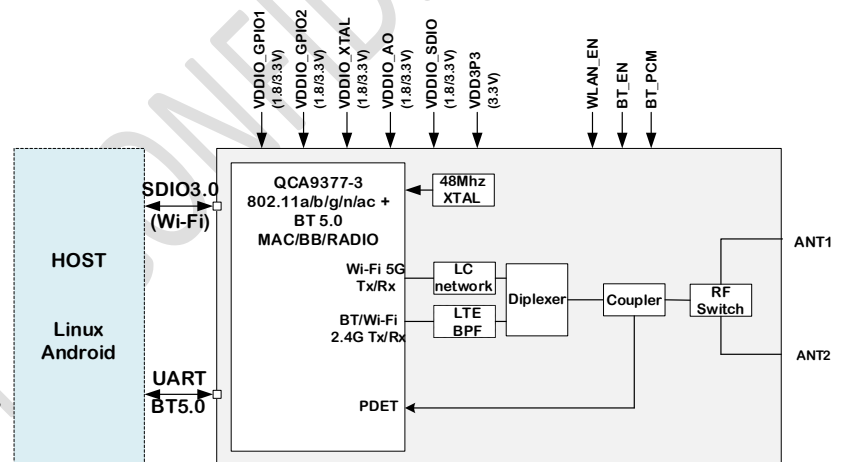 VDDIO_GPIO1
(1.8/3.3V)
VDDIO_GPIO2
(1.8/3.3V)
VDDIO_XTAL
(1.8/3.3V)
VDDIO_AO
(1.8/3.3V)
VDDIO_SDIO
(1.8/3.3V)
VDD3P3
(3.3V)
WLAN_EN
BT_EN
BT_PCM
HOST
Linux
Android
SDIO3.0
(Wi-Fi)
UART
BT5.0
QCA9377-3
802.11a/b/g/n/ac +
BT 5.0
MAC/BB/RADIO
48Mhz
XTAL
Wi-Fi 5G
Tx/Rx
LC
network
BT/Wi-Fi
2.4G Tx/Rx
LTE
BPF
Diplexer
Coupler
RF
Switch
ANT1
ANT2
PDET